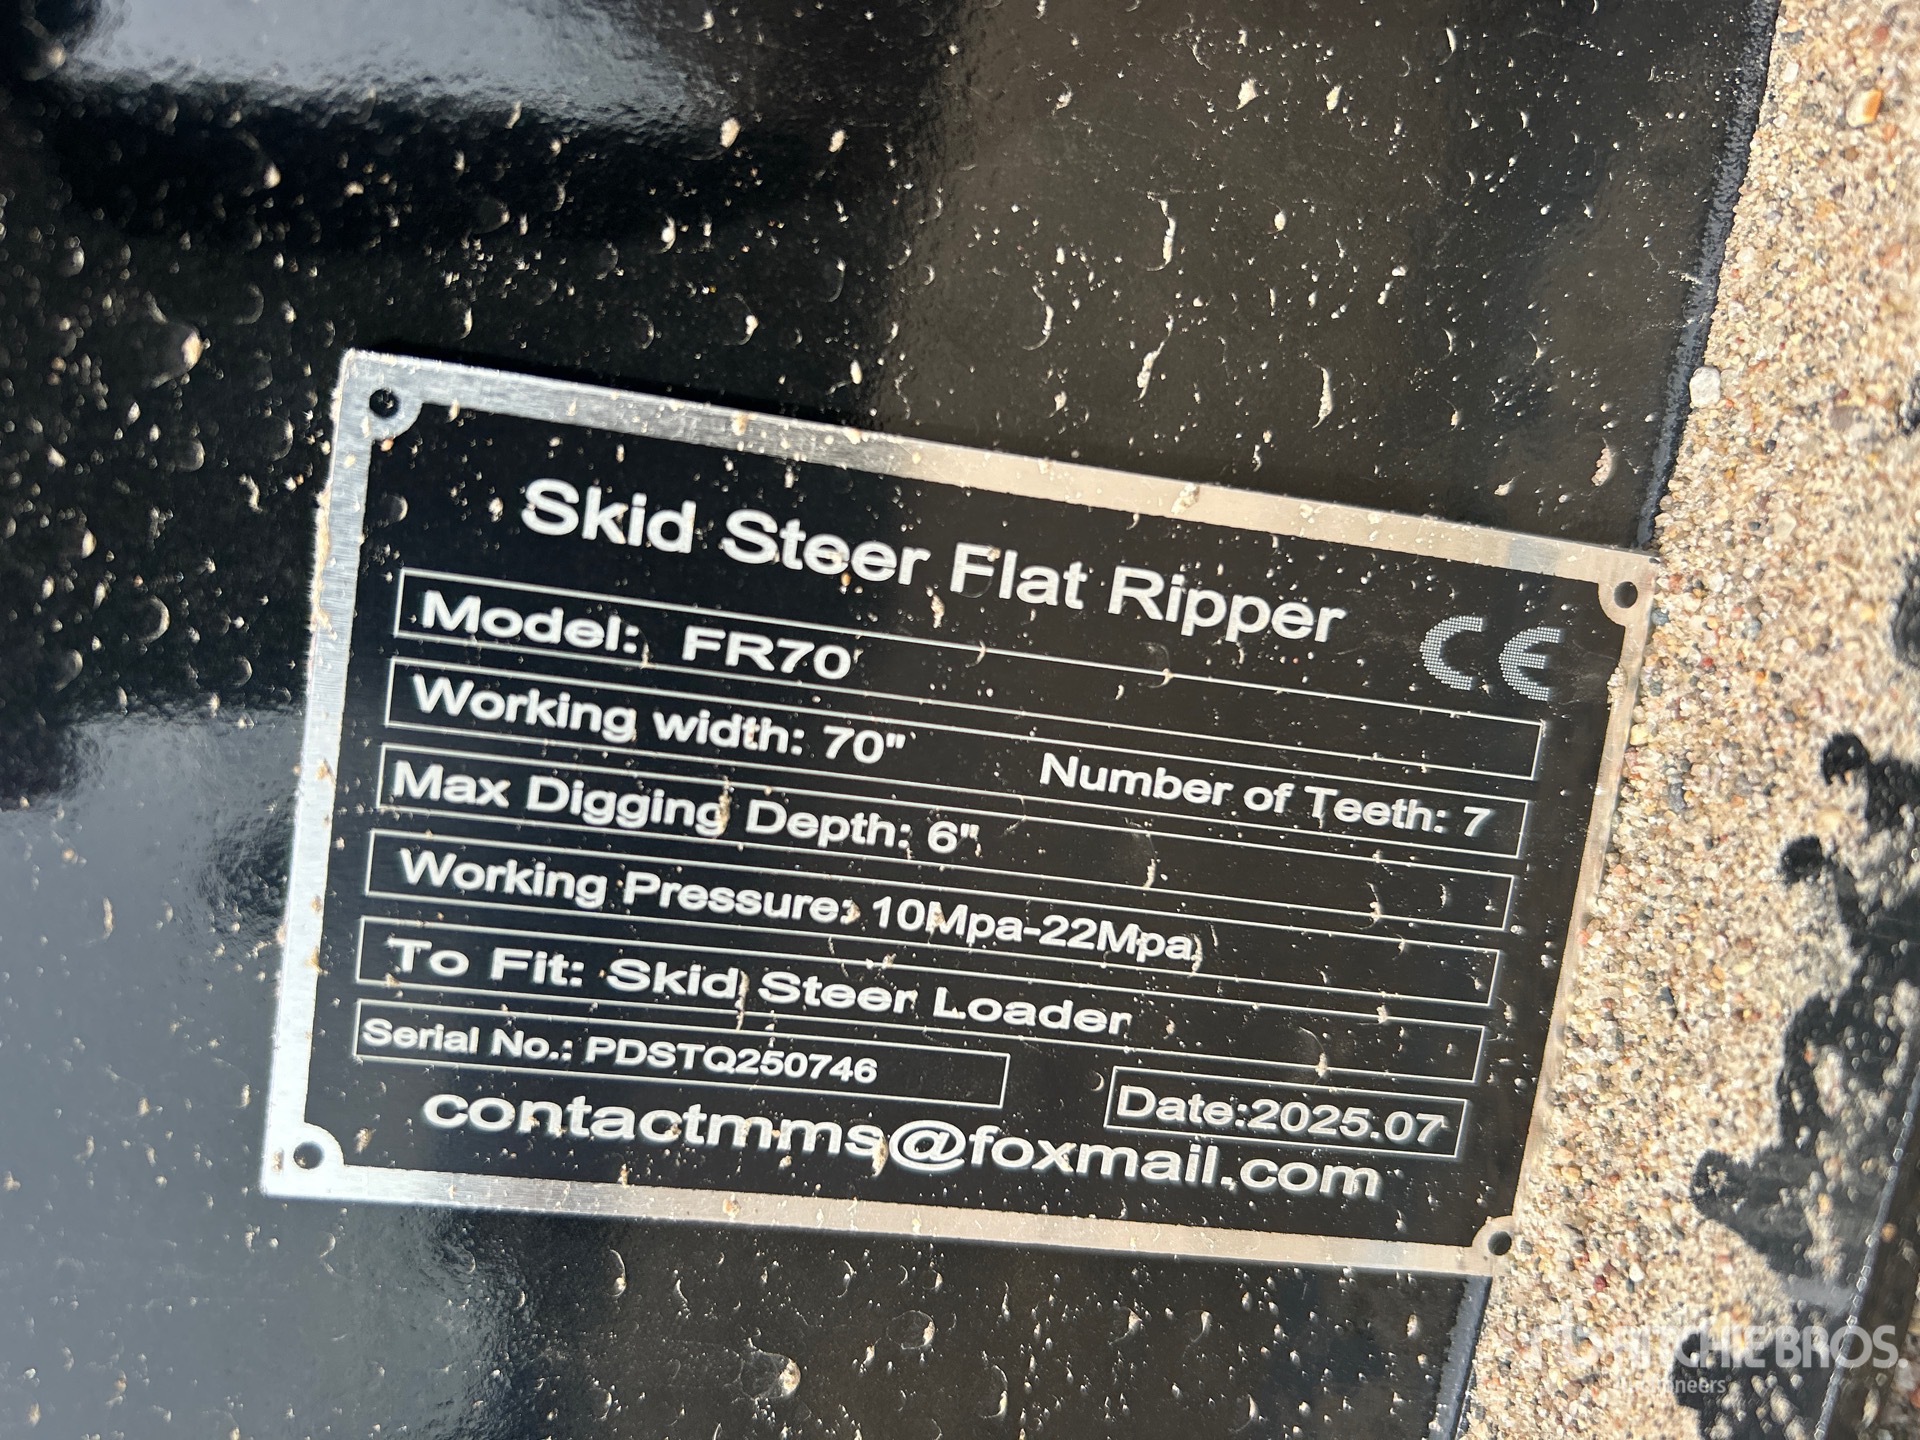 Skid Steer Flat Ripper
CE
Model: FR70
Working width: 70" Number of Teeth: 7
Max Digging Depth: 6"
Working Pressure: 10Mpa-22Mpa
To Fit: Skid Steer Loader
Serial No.: PDSTQ250746 Date:2025.07
contactmms@foxmail.com
RITCHIE BROS.
Auctioneers